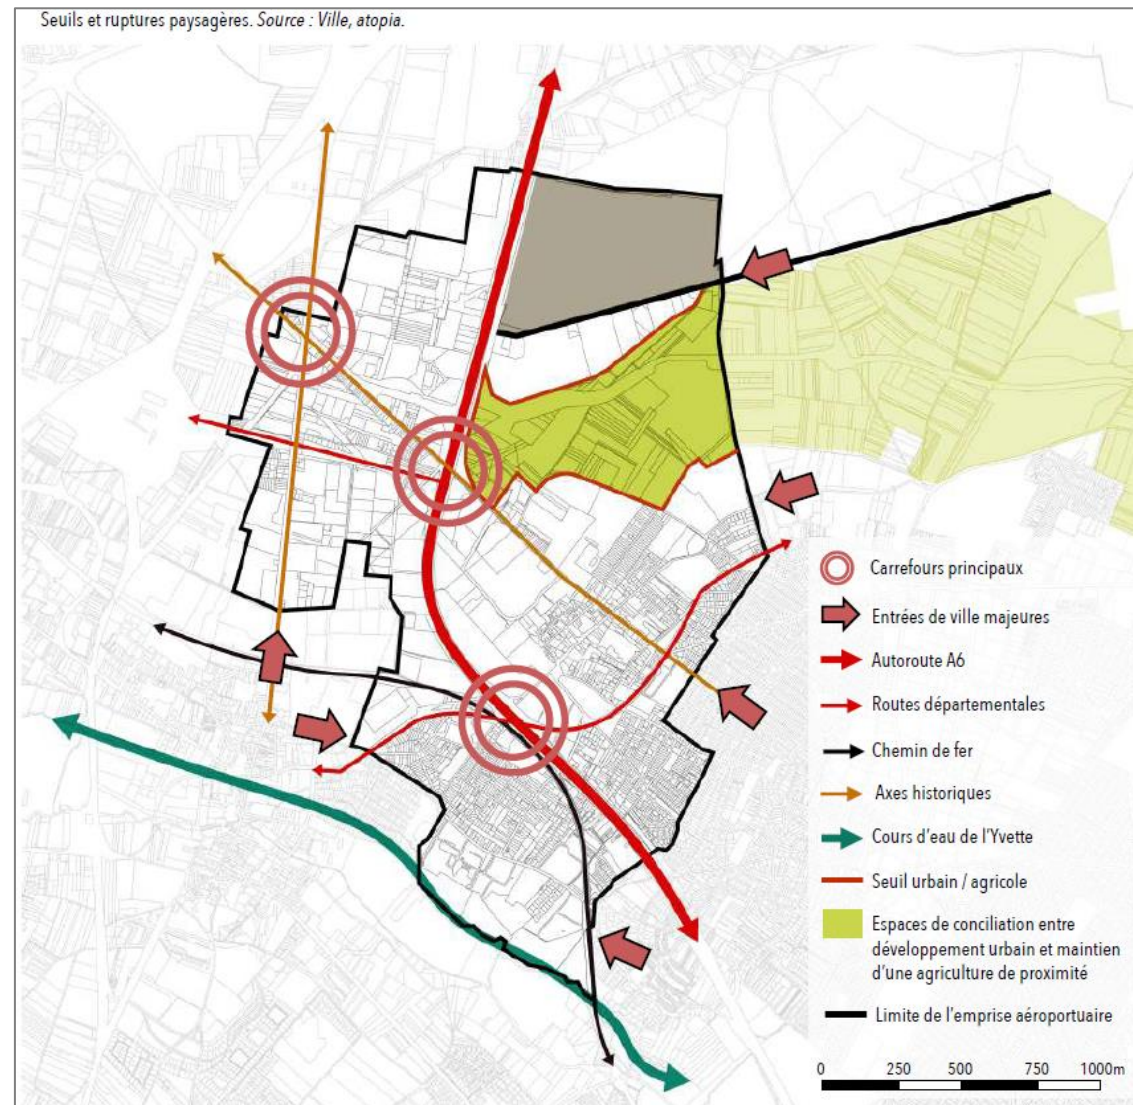 Seuils et ruptures paysagères. Source : Ville, atopia.
Carrefours principaux
Entrées de ville majeures
Autoroute A6
Routes départementales
Chemin de fer
Axes historiques
Cours d'eau de l'Yvette
Seuil urbain / agricole
Espaces de conciliation entre
développement urbain et maintien
d'une agriculture de proximité
Limite de l'emprise aéroportuaire
0 250 500 750 1000m